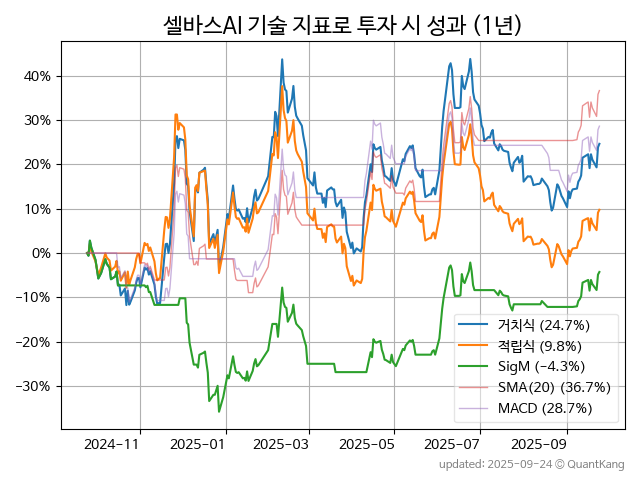 셀바스AI 기술 지표로 투자 시 성과 (1년)
40%
30%
20%
10%
0%
−10%
−20%
−30%
거치식 (24.7%)
적립식 (9.8%)
SigM (−4.3%)
SMA(20) (36.7%)
MACD (28.7%)
2024-11 2025-01 2025-03 2025-05 2025-07 2025-09
updated: 2025-09-24 © QuantKang